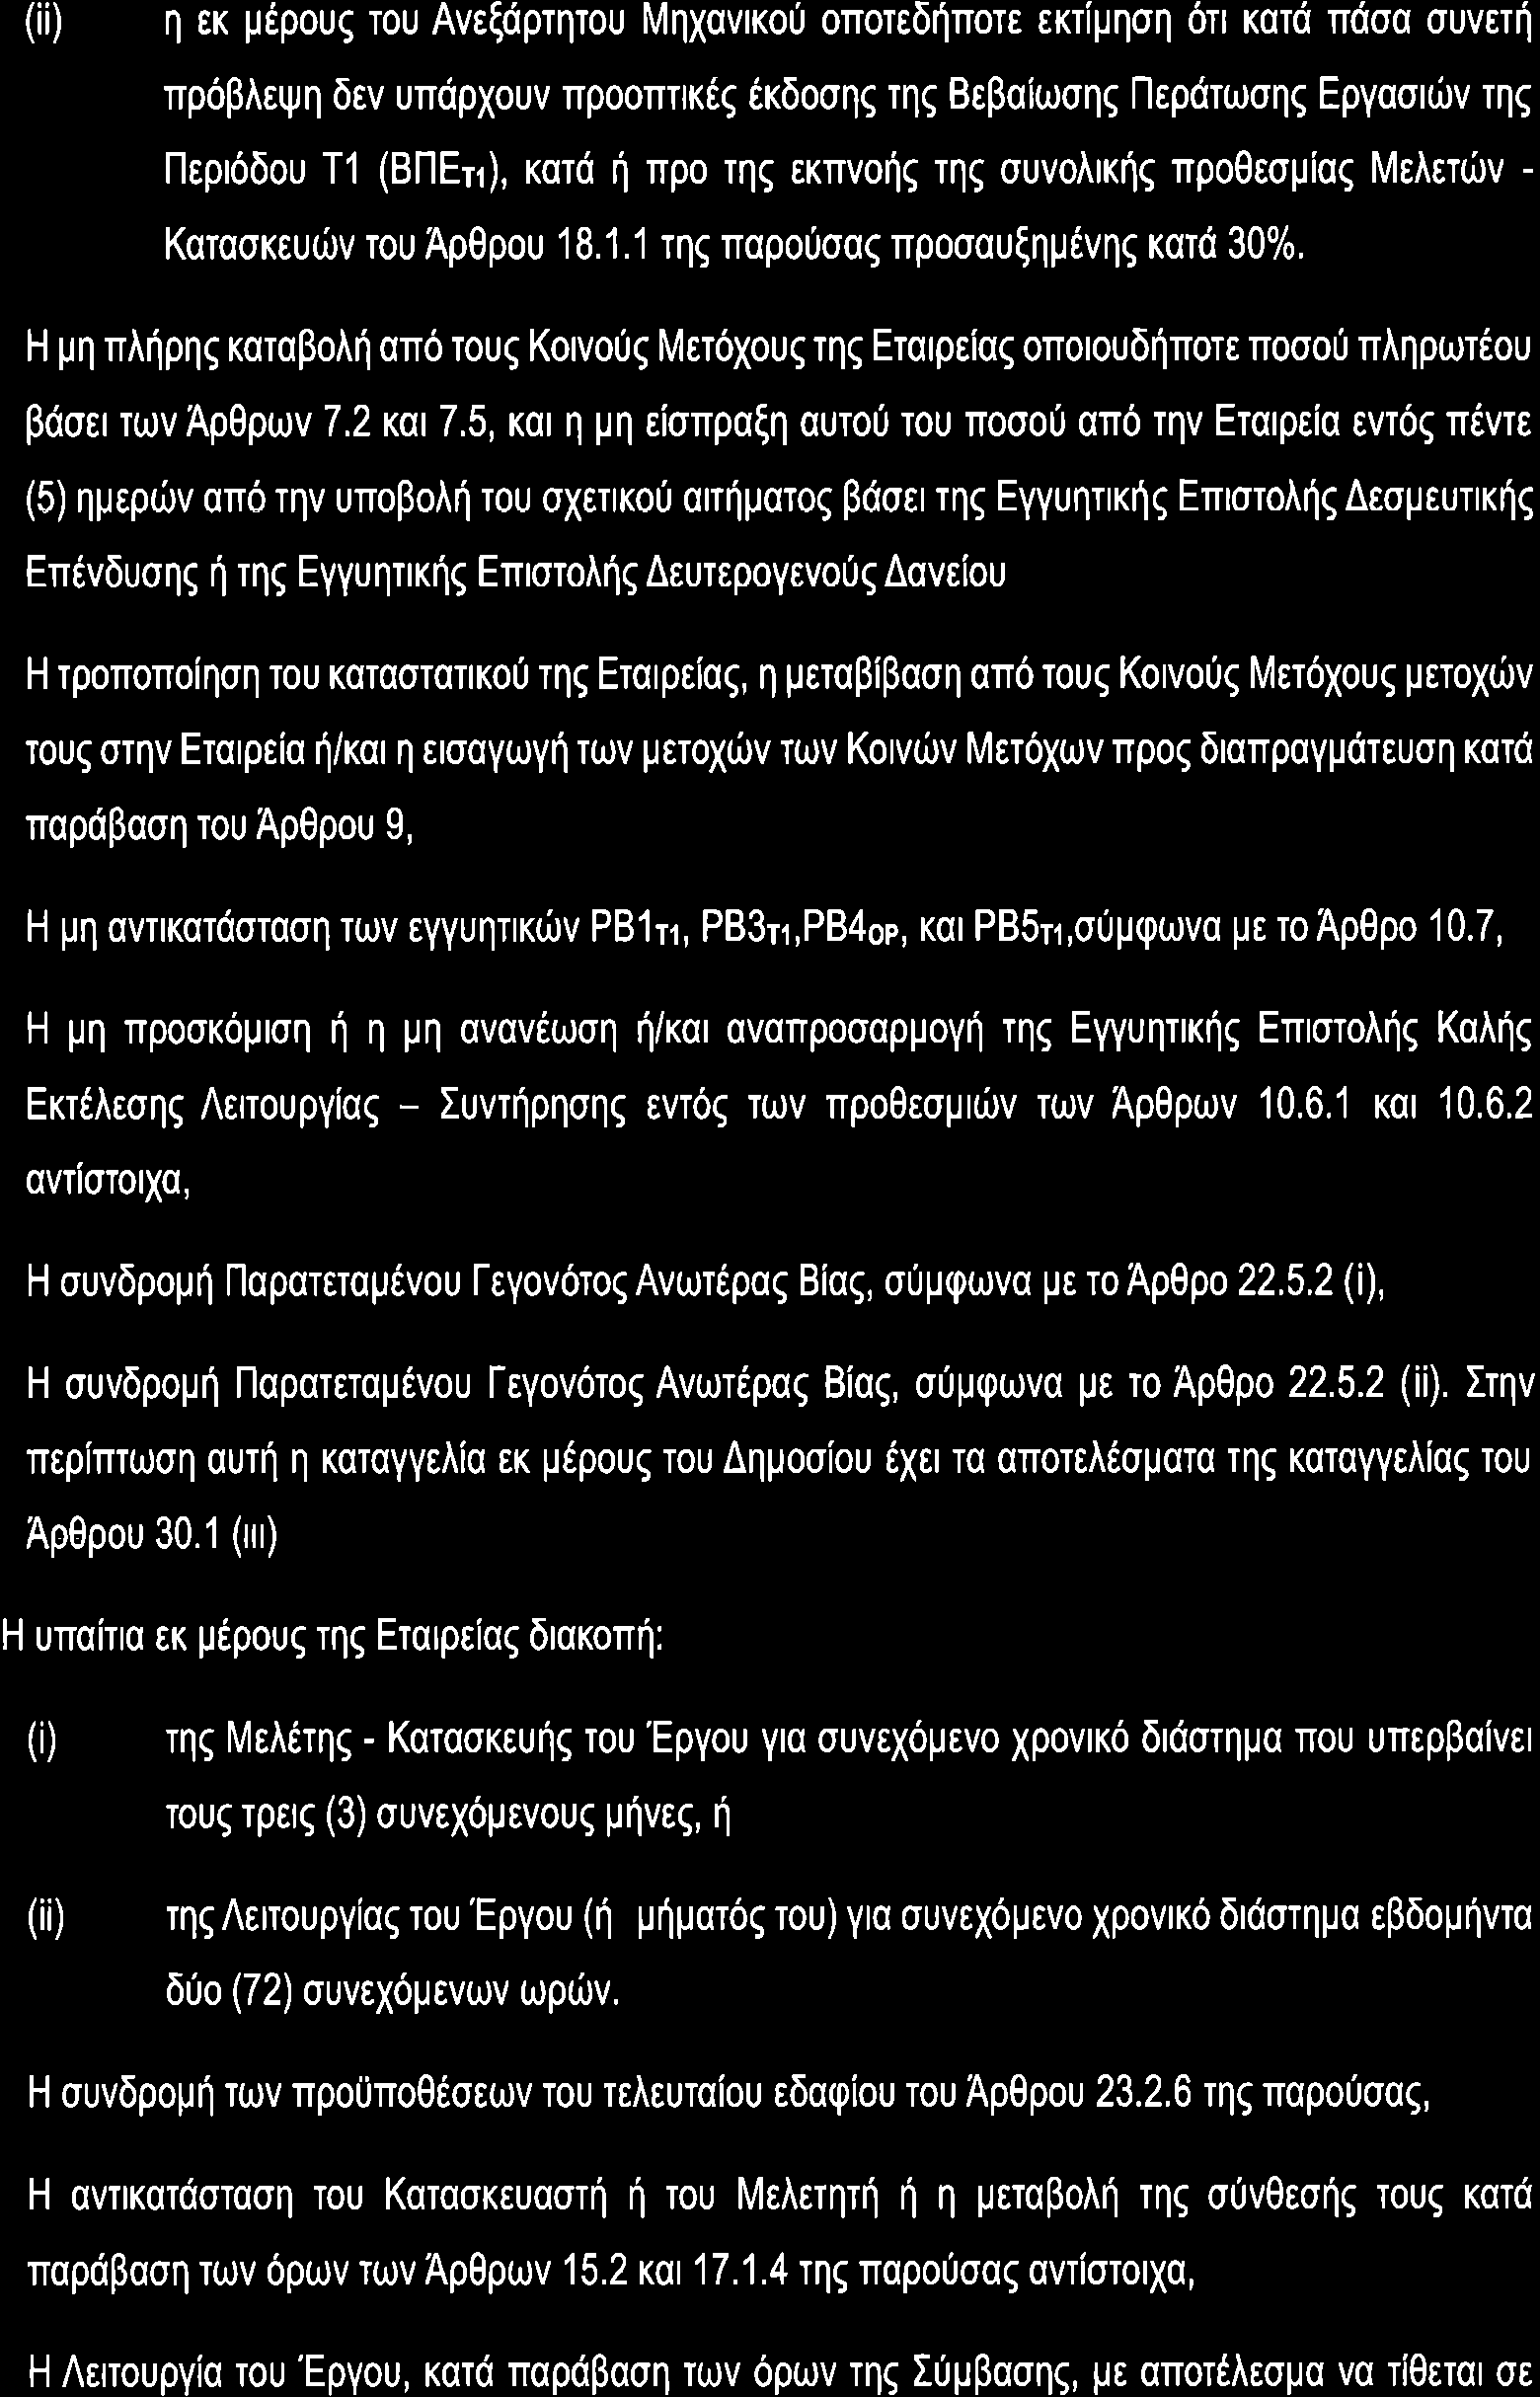 (ii) η εκ μέρους του Ανεξάρτητου Μηχανικού οποτεδήποτε εκτίμηση ότι κατά πάσα συνετή
πρόβλεψη δεν υπάρχουν προοπτικές έκδοσης της Βεβαίωσης Περάτωσης Εργασιών της
Περιόδου Τ1 (ΒΠΕΤ1), κατά ή προ της εκπνοής της συνολικής προθεσμίας Μελετών -
Κατασκευών του Άρθρου 18.1.1 της παρούσας προσαυξημένης κατά 30%.
Η μη πλήρης καταβολή από τους Κοινούς Μετόχους της Εταιρείας οποιουδήποτε ποσού πληρωτέου
βάσει των Άρθρων 7.2 και 7.5, και η μη είσπραξη αυτού του ποσού από την Εταιρεία εντός πέντε
(5) ημερών από την υποβολή του σχετικού αιτήματος βάσει της Εγγυητικής Επιστολής Δεσμευτικής
Επένδυσης ή της Εγγυητικής Επιστολής Δευτερογενούς Δανείου
Η τροποποίηση του καταστατικού της Εταιρείας, η μεταβίβαση από τους Κοινούς Μετόχους μετοχών
τους στην Εταιρεία ή/και η εισαγωγή των μετοχών των Κοινών Μετόχων προς διαπραγμάτευση κατά
παράβαση του Άρθρου 9,
Η μη αντικατάσταση των εγγυητικών PB1T1, PB3T1,PB4OP, και PB5T1,σύμφωνα με το Άρθρο 10.7,
Η μη προσκόμιση ή η μη ανανέωση ή/και αναπροσαρμογή της Εγγυητικής Επιστολής Καλής
Εκτέλεσης Λειτουργίας – Συντήρησης εντός των προθεσμιών των Άρθρων 10.6.1 και 10.6.2
αντίστοιχα,
Η συνδρομή Παρατεταμένου Γεγονότος Ανωτέρας Βίας, σύμφωνα με το Άρθρο 22.5.2 (i),
Η συνδρομή Παρατεταμένου Γεγονότος Ανωτέρας Βίας, σύμφωνα με το Άρθρο 22.5.2 (ii). Στην
περίπτωση αυτή η καταγγελία εκ μέρους του Δημοσίου έχει τα αποτελέσματα της καταγγελίας του
Άρθρου 30.1 (ιιι)
Η υπαίτια εκ μέρους της Εταιρείας διακοπή:
(i) της Μελέτης - Κατασκευής του Έργου για συνεχόμενο χρονικό διάστημα που υπερβαίνει
τους τρεις (3) συνεχόμενους μήνες, ή
(ii) της Λειτουργίας του Έργου (ή μήματός του) για συνεχόμενο χρονικό διάστημα εβδομήντα
δύο (72) συνεχόμενων ωρών.
Η συνδρομή των προϋποθέσεων του τελευταίου εδαφίου του Άρθρου 23.2.6 της παρούσας,
Η αντικατάσταση του Κατασκευαστή ή του Μελετητή ή η μεταβολή της σύνθεσής τους κατά
παράβαση των όρων των Άρθρων 15.2 και 17.1.4 της παρούσας αντίστοιχα,
Η Λειτουργία του Έργου, κατά παράβαση των όρων της Σύμβασης, με αποτέλεσμα να τίθεται σε